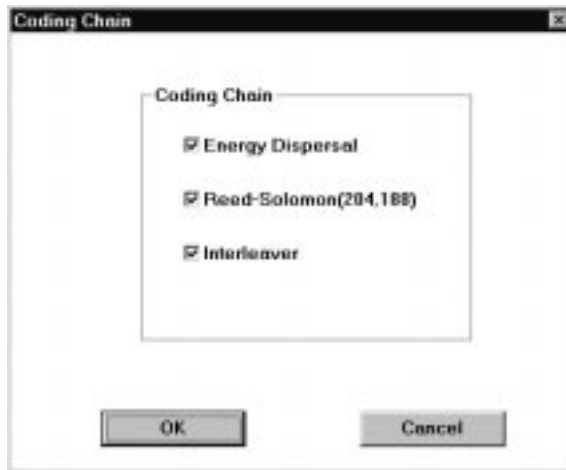 Coding Chain
Coding Chain
Energy Dispersal
Reed-Solomon(204,188)
Interleaver
OK
Cancel